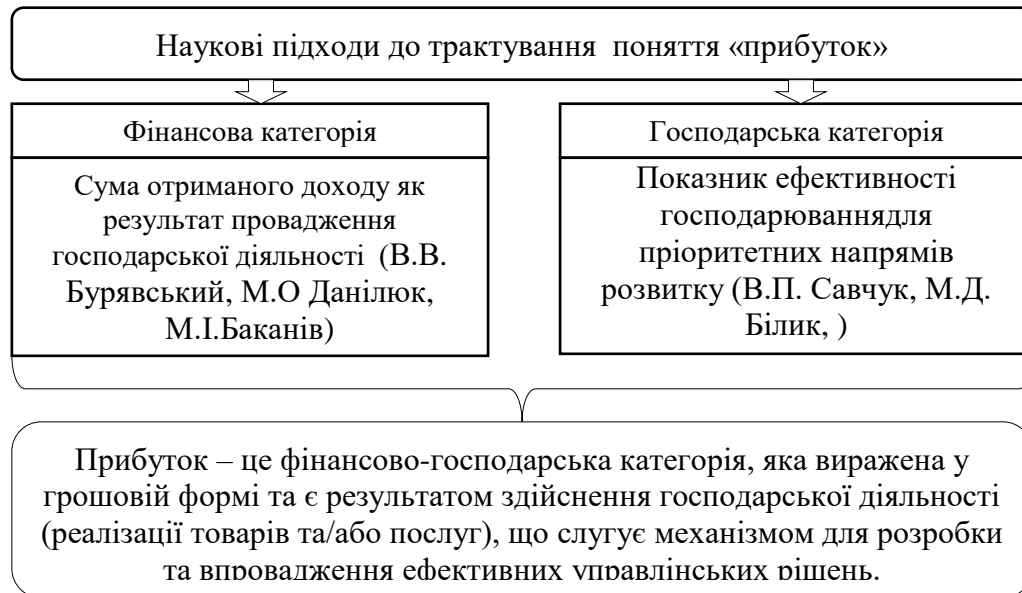 Наукові підходи до трактування поняття «прибуток»
Фінансова категорія
Сума отриманого доходу як
результат провадження
господарської діяльності (В.В.
Бурявський, М.О Данілюк,
М.І.Баканів)
Господарська категорія
Показник ефективності
господарюваннядля
пріоритетних напрямів
розвитку (В.П. Савчук, М.Д.
Білик, )
Прибуток – це фінансово-господарська категорія, яка виражена у
грошовій формі та є результатом здійснення господарської діяльності
(реалізації товарів та/або послуг), що слугує механізмом для розробки
та впровадження ефективних управлінських рішень.